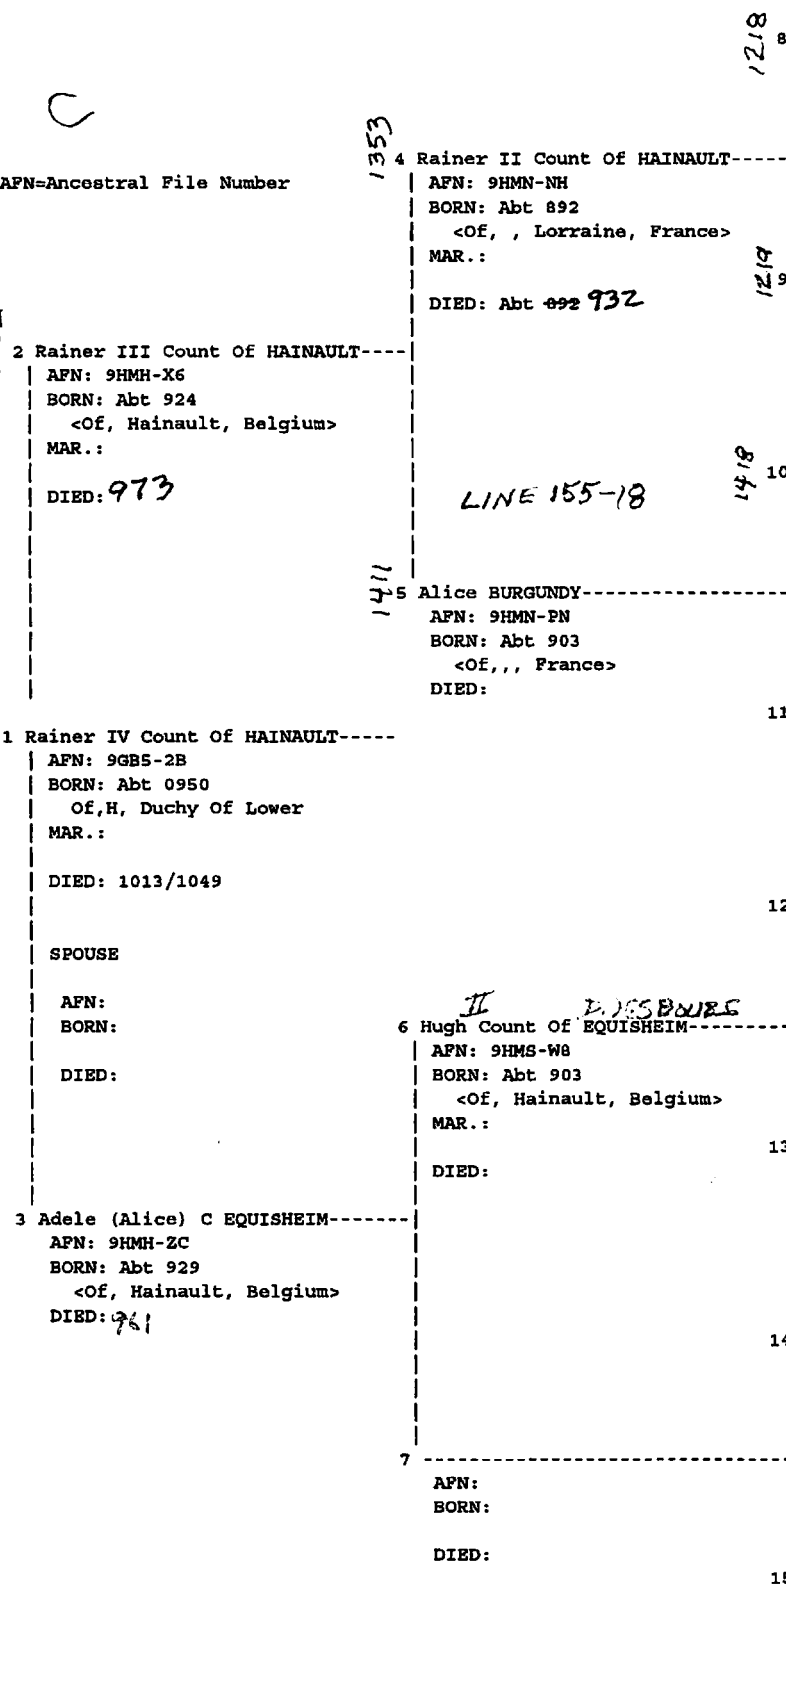 1218
8
C
1353
4 Rainer II Count Of HAINAULT-----
AFN=Ancestral File Number
AFN: 9HMN-NH
BORN: Abt 892
<Of, , Lorraine, France>
MAR.:
1219
9
DIED: Abt 892 932
2 Rainer III Count Of HAINAULT----
AFN: 9HMH-X6
BORN: Abt 924
<Of, Hainault, Belgium>
MAR.:
1418
10
DIED: 973
LINE 155-18
1411
5 Alice BURGUNDY-----------------
AFN: 9HMN-PN
BORN: Abt 903
<Of,,, France>
DIED:
11
1 Rainer IV Count Of HAINAULT-----
AFN: 9GB5-2B
BORN: Abt 0950
Of,H, Duchy Of Lower
MAR.:
DIED: 1013/1049
12
SPOUSE
AFN:
BORN:
DIED:
II
6 Hugh Count Of EQUISHEIM--------
AFN: 9HMS-W8
BORN: Abt 903
<Of, Hainault, Belgium>
MAR.:
13
DIED:
3 Adele (Alice) C EQUISHEIM-------
AFN: 9HMH-ZC
BORN: Abt 929
<Of, Hainault, Belgium>
DIED: 961
14
7 ------------------------------
AFN:
BORN:
DIED:
15